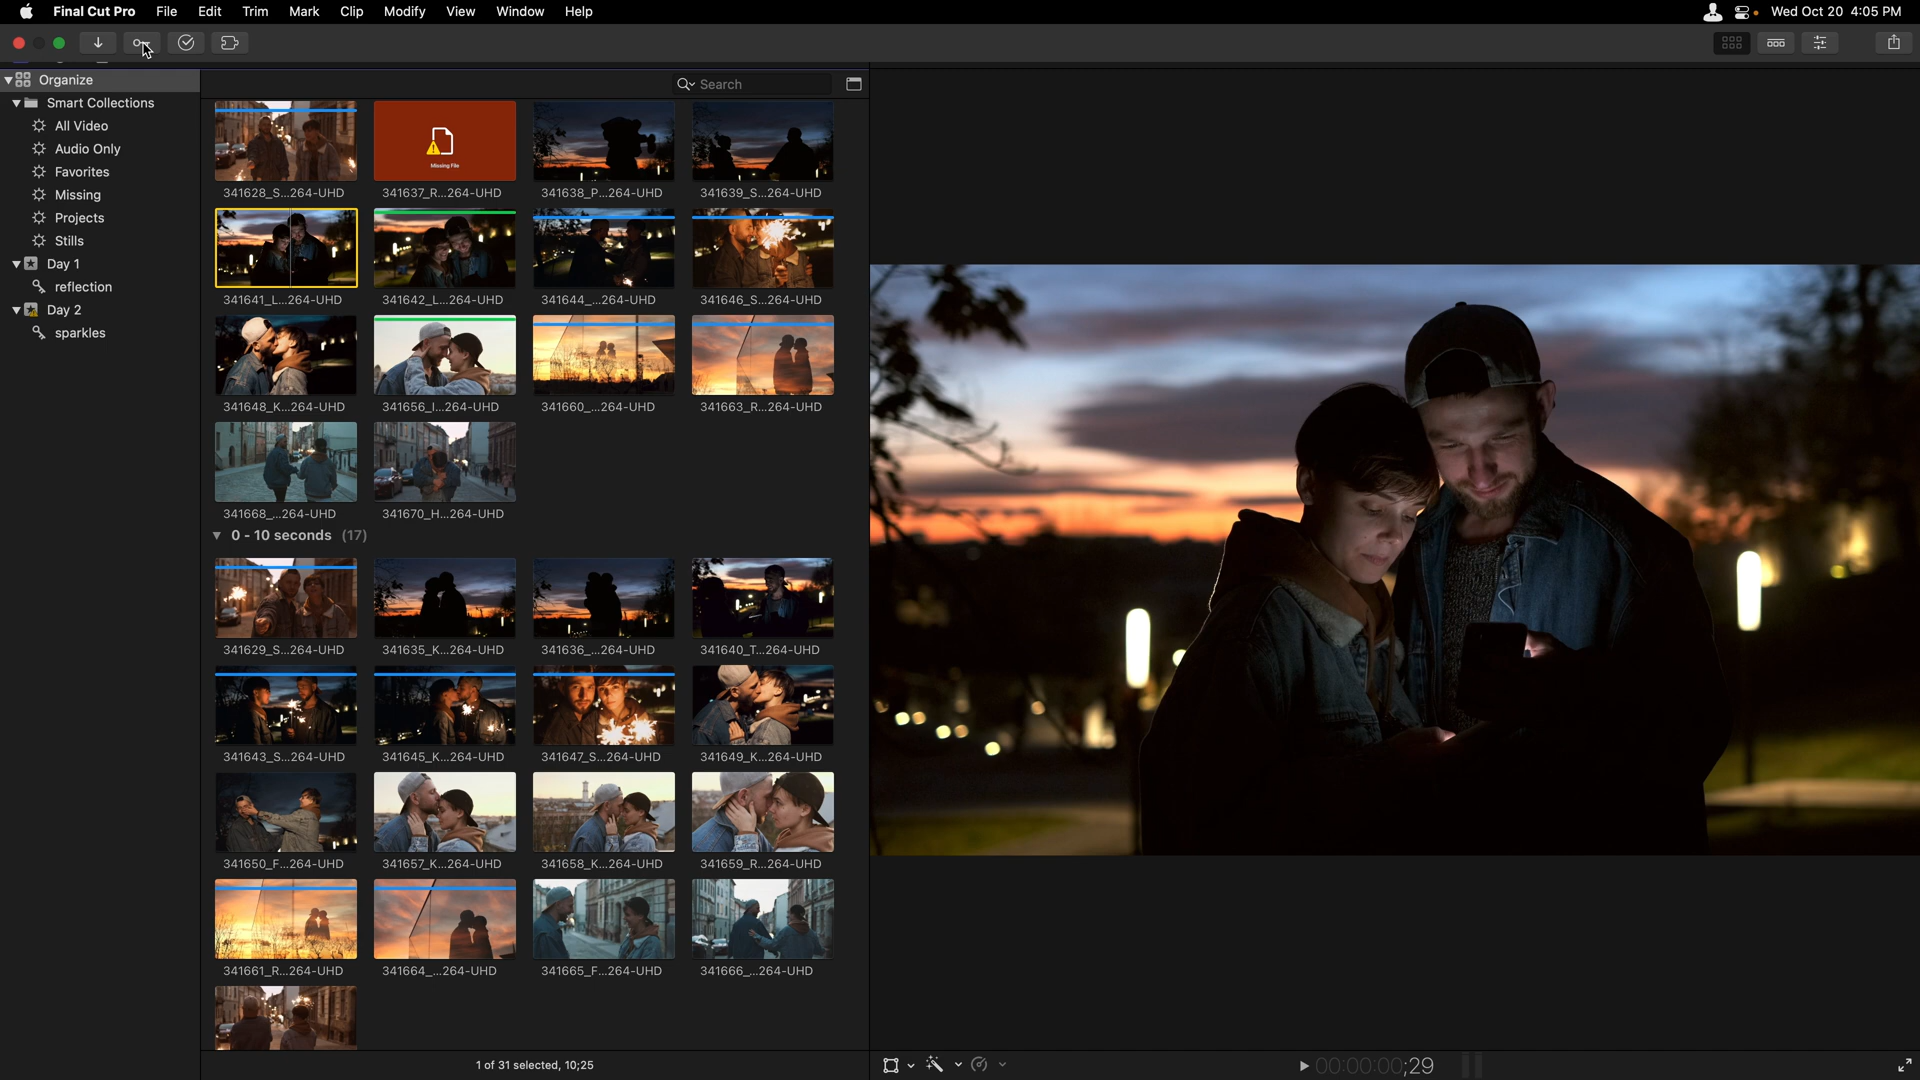 Final Cut Pro File Edit Trim Mark Clip Modify View Window Help Wed Oct 20 4:05 PM
Organize
Smart Collections
All Video
Audio Only
Favorites
Missing
Projects
Stills
Day 1
reflection
Day 2
sparkles
Search
Missing File
341628_S...264-UHD 341637_R...264-UHD 341638_P...264-UHD 341639_S...264-UHD
341641_L...264-UHD 341642_L...264-UHD 341644_...264-UHD 341646_S...264-UHD
341648_K...264-UHD 341656_I...264-UHD 341660_...264-UHD 341663_R...264-UHD
341668_...264-UHD 341670_H...264-UHD
0 - 10 seconds (17)
341629_S...264-UHD 341635_K...264-UHD 341636_...264-UHD 341640_T...264-UHD
341643_S...264-UHD 341645_K...264-UHD 341647_S...264-UHD 341649_K...264-UHD
341650_F...264-UHD 341657_K...264-UHD 341658_K...264-UHD 341659_R...264-UHD
341661_R...264-UHD 341664_...264-UHD 341665_F...264-UHD 341666_...264-UHD
1 of 31 selected, 10;25
00:00:00;29